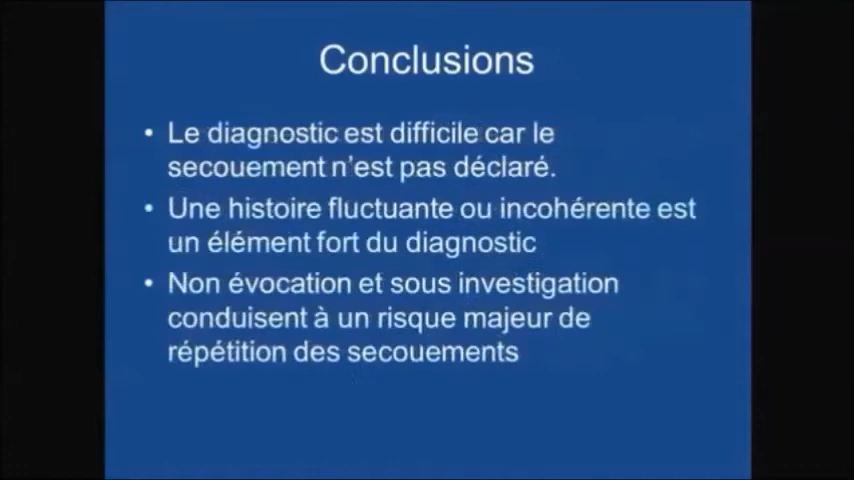 Conclusions
• Le diagnostic est difficile car le
secouement n’est pas déclaré.
• Une histoire fluctuante ou incohérente est
un élément fort du diagnostic
• Non évocation et sous investigation
conduisent à un risque majeur de
répétition des secouements